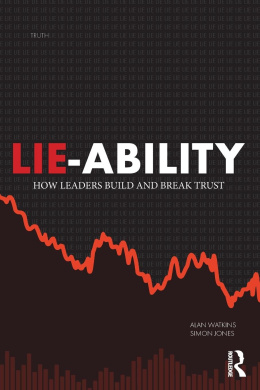 TRUTH
LIE-ABILITY
HOW LEADERS BUILD AND BREAK TRUST
ALAN WATKINS
SIMON JONES
ROUTLEDGE